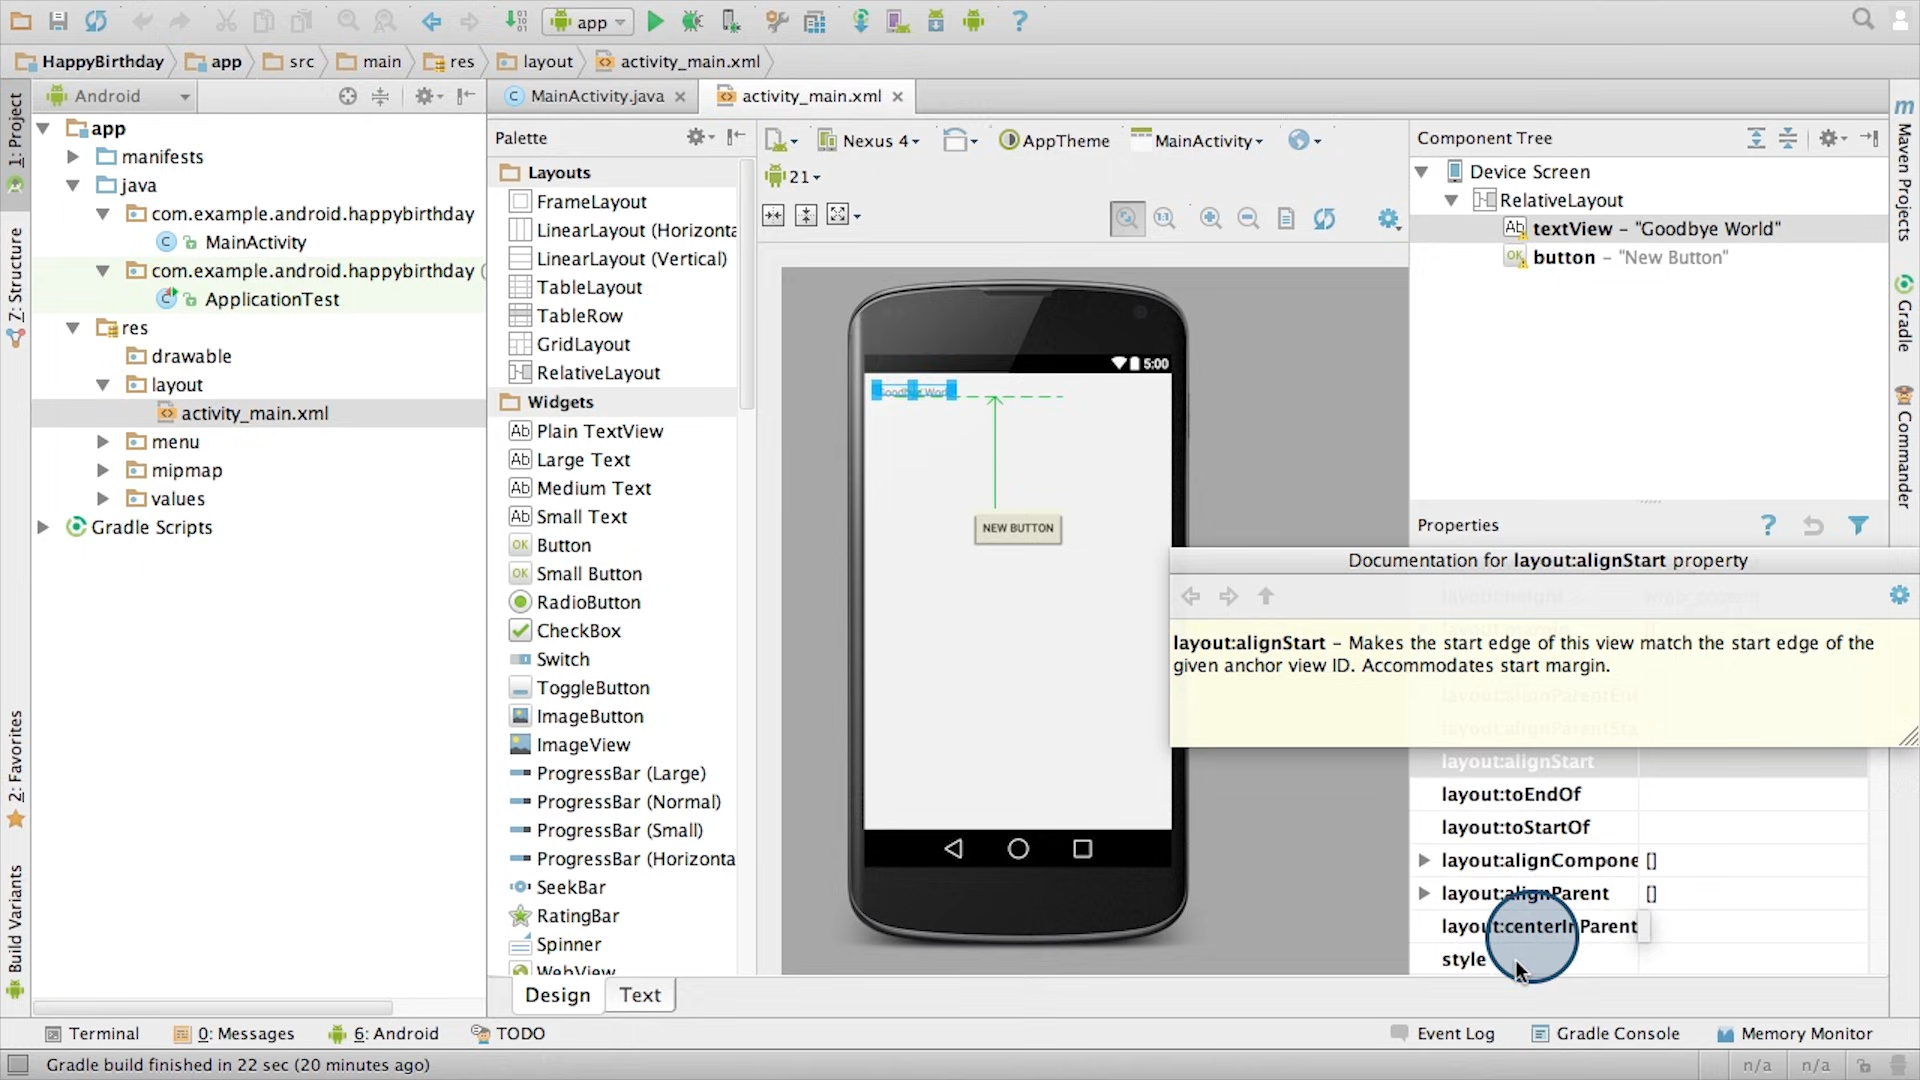 app
HappyBirthday
app
src
main
res
layout
activity_main.xml
1: Project
Z: Structure
2: Favorites
Build Variants
Android
app
manifests
java
com.example.android.happybirthday
MainActivity
com.example.android.happybirthday (
ApplicationTest
res
drawable
layout
activity_main.xml
menu
mipmap
values
Gradle Scripts
MainActivity.java
activity_main.xml
Palette
Layouts
FrameLayout
LinearLayout (Horizonta
LinearLayout (Vertical)
TableLayout
TableRow
GridLayout
RelativeLayout
Widgets
Plain TextView
Large Text
Medium Text
Small Text
Button
Small Button
RadioButton
CheckBox
Switch
ToggleButton
ImageButton
ImageView
ProgressBar (Large)
ProgressBar (Normal)
ProgressBar (Small)
ProgressBar (Horizonta
SeekBar
RatingBar
Spinner
WebView
Design
Text
Nexus 4
AppTheme
MainActivity
21
5:00
NEW BUTTON
Component Tree
Device Screen
RelativeLayout
textView – "Goodbye World"
button – "New Button"
Properties
Documentation for layout:alignStart property
layout:alignStart – Makes the start edge of this view match the start edge of the
given anchor view ID. Accommodates start margin.
layout:alignStart
layout:toEndOf
layout:toStartOf
layout:alignCompone []
layout:alignParent []
layout:centerInParent
style
Maven Projects
Gradle
Commander
Terminal
0: Messages
6: Android
TODO
Event Log
Gradle Console
Memory Monitor
Gradle build finished in 22 sec (20 minutes ago)
n/a
n/a